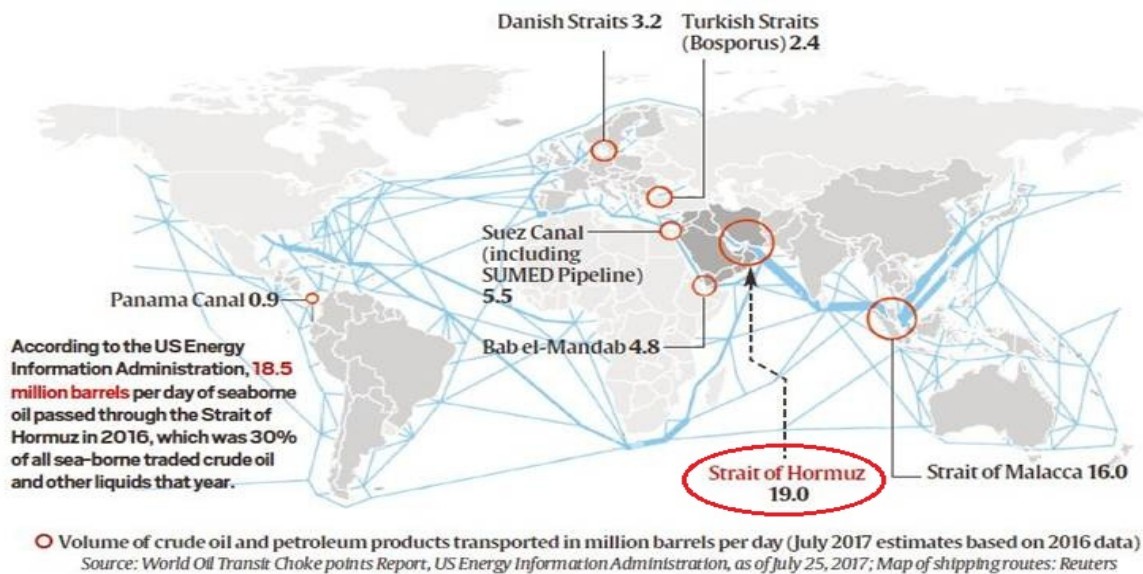 Danish Straits 3.2
Turkish Straits
(Bosporus) 2.4
Suez Canal
(including
SUMED Pipeline)
5.5
Panama Canal 0.9
Bab el-Mandab 4.8
According to the US Energy
Information Administration, 18.5
million barrels per day of seaborne
oil passed through the Strait of
Hormuz in 2016, which was 30%
of all sea-borne traded crude oil
and other liquids that year.
Strait of Hormuz
19.0
Strait of Malacca 16.0
Volume of crude oil and petroleum products transported in million barrels per day (July 2017 estimates based on 2016 data)
Source: World Oil Transit Choke points Report, US Energy Information Administration, as of July 25, 2017; Map of shipping routes: Reuters